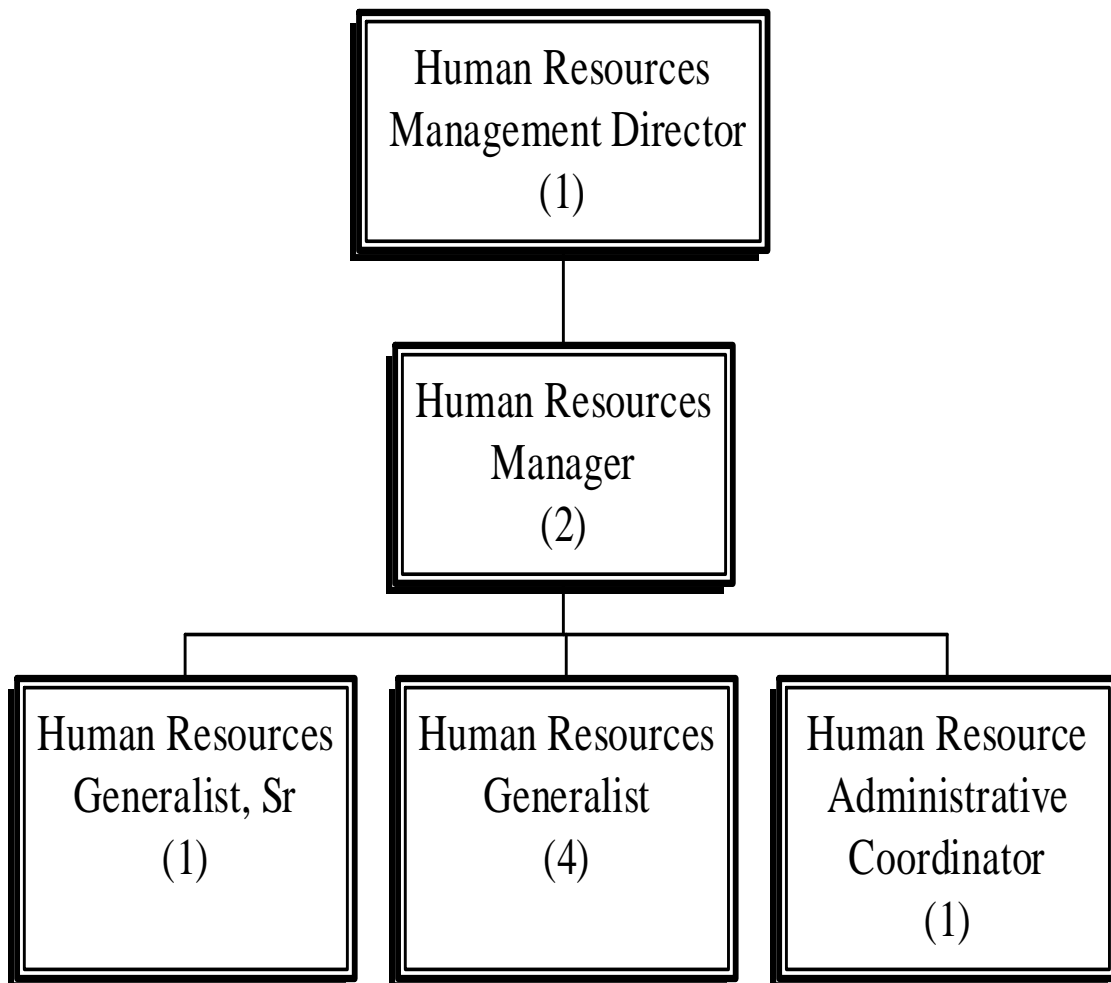 Human Resources
Management Director
(1)
Human Resources
Manager
(2)
Human Resources
Generalist, Sr
(1)
Human Resources
Generalist
(4)
Human Resource
Administrative
Coordinator
(1)